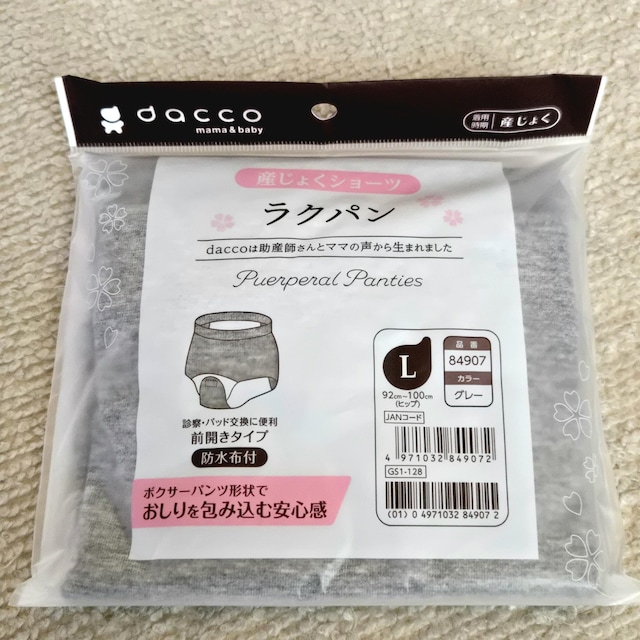 dacco
mama & baby
着用時期 産じょく
産じょくショーツ
ラクパン
daccoは助産師さんとママの声から生まれました
Puerperal Panties
診察・パッド交換に便利
前開きタイプ
防水布付
ボクサーパンツ形状で
おしりを包み込む安心感
L
92cm~100cm
(ヒップ)
品番
84907
カラー
グレー
JANコード
4 971032 849072
GS1-128
(01) 0 4971032 84907 2